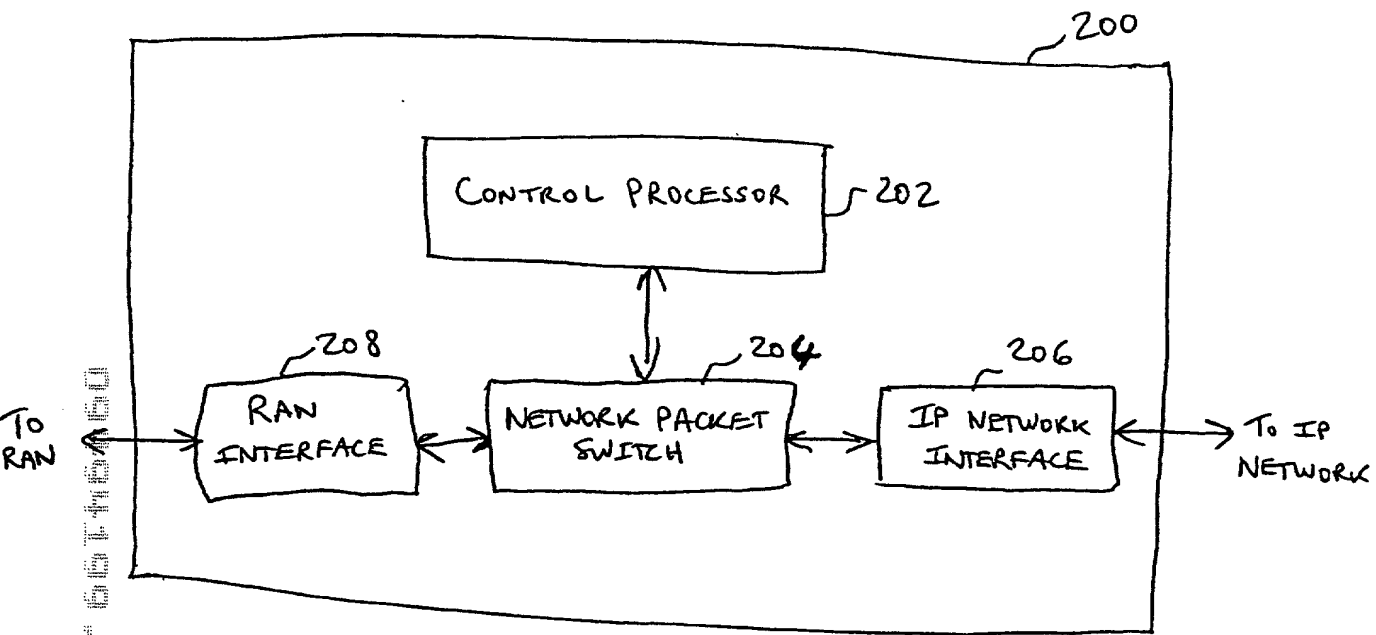 200
CONTROL PROCESSOR
202
208
204
206
TO
RAN
RAN
INTERFACE
NETWORK PACKET
SWITCH
IP NETWORK
INTERFACE
TO IP
NETWORK